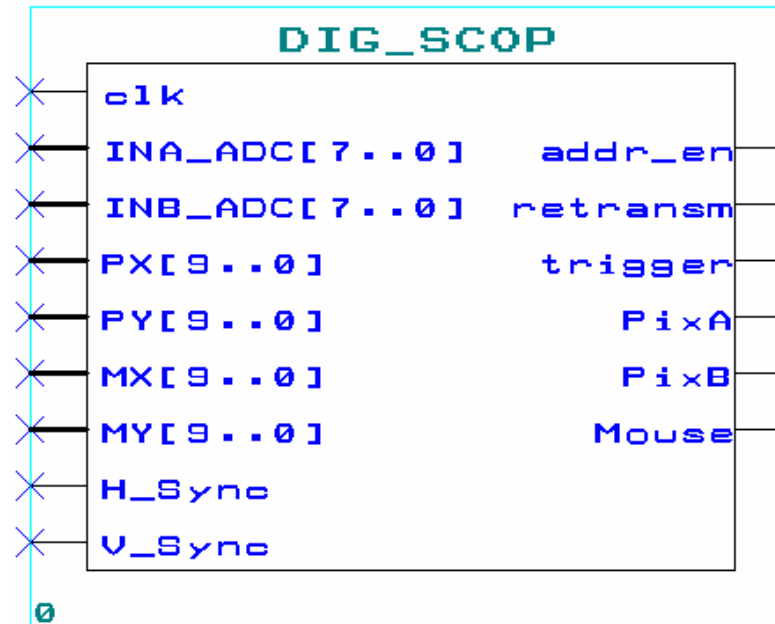 DIG_SCOP
clk
INA_ADC[7..0] addr_en
INB_ADC[7..0] retransm
PX[9..0] trigger
PY[9..0] PixA
MX[9..0] PixB
MY[9..0] Mouse
H_Sync
V_Sync
0